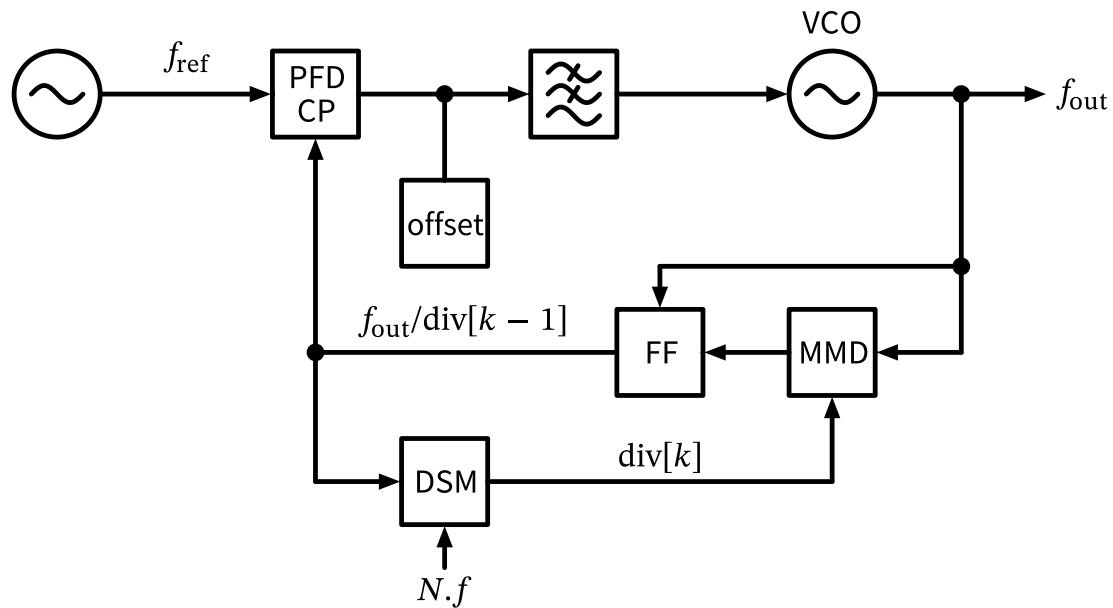 VCO
f_ref
PFD
CP
f_out
offset
f_out/div[k − 1]
FF
MMD
div[k]
DSM
N.f